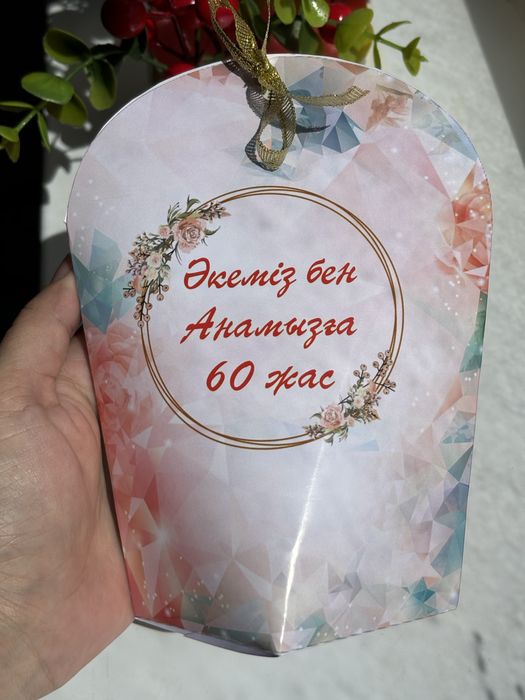 Әкеміз бен
Анамызға
60 жас